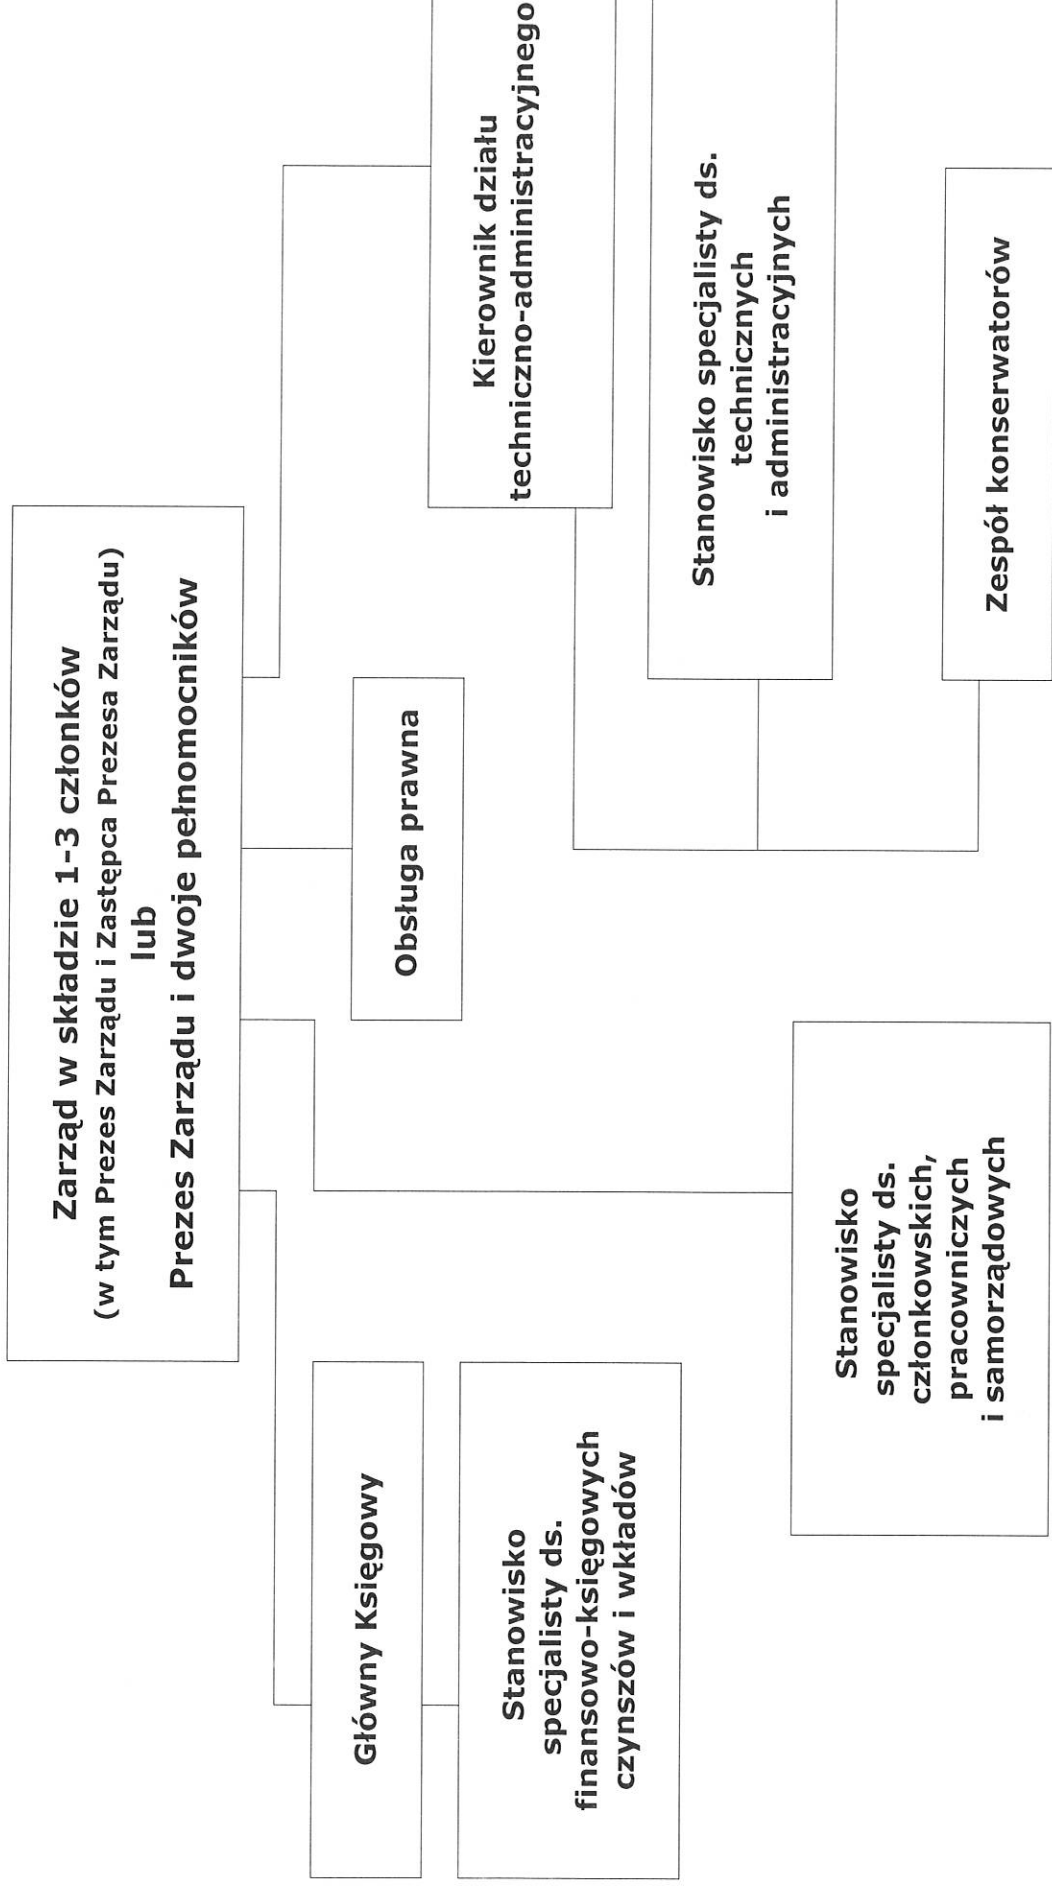 Zarząd w składzie 1-3 członków
(w tym Prezes Zarządu i Zastępca Prezesa Zarządu)
lub
Prezes Zarządu i dwoje pełnomocników
Główny Księgowy
Stanowisko
specjalisty ds.
finansowo-księgowych
czynszów i wkładów
Stanowisko
specjalisty ds.
członkowskich,
pracowniczych
i samorządowych
Obsługa prawna
Kierownik działu
techniczno-administracyjnego
Stanowisko specjalisty ds.
technicznych
i administracyjnych
Zespół konserwatorów